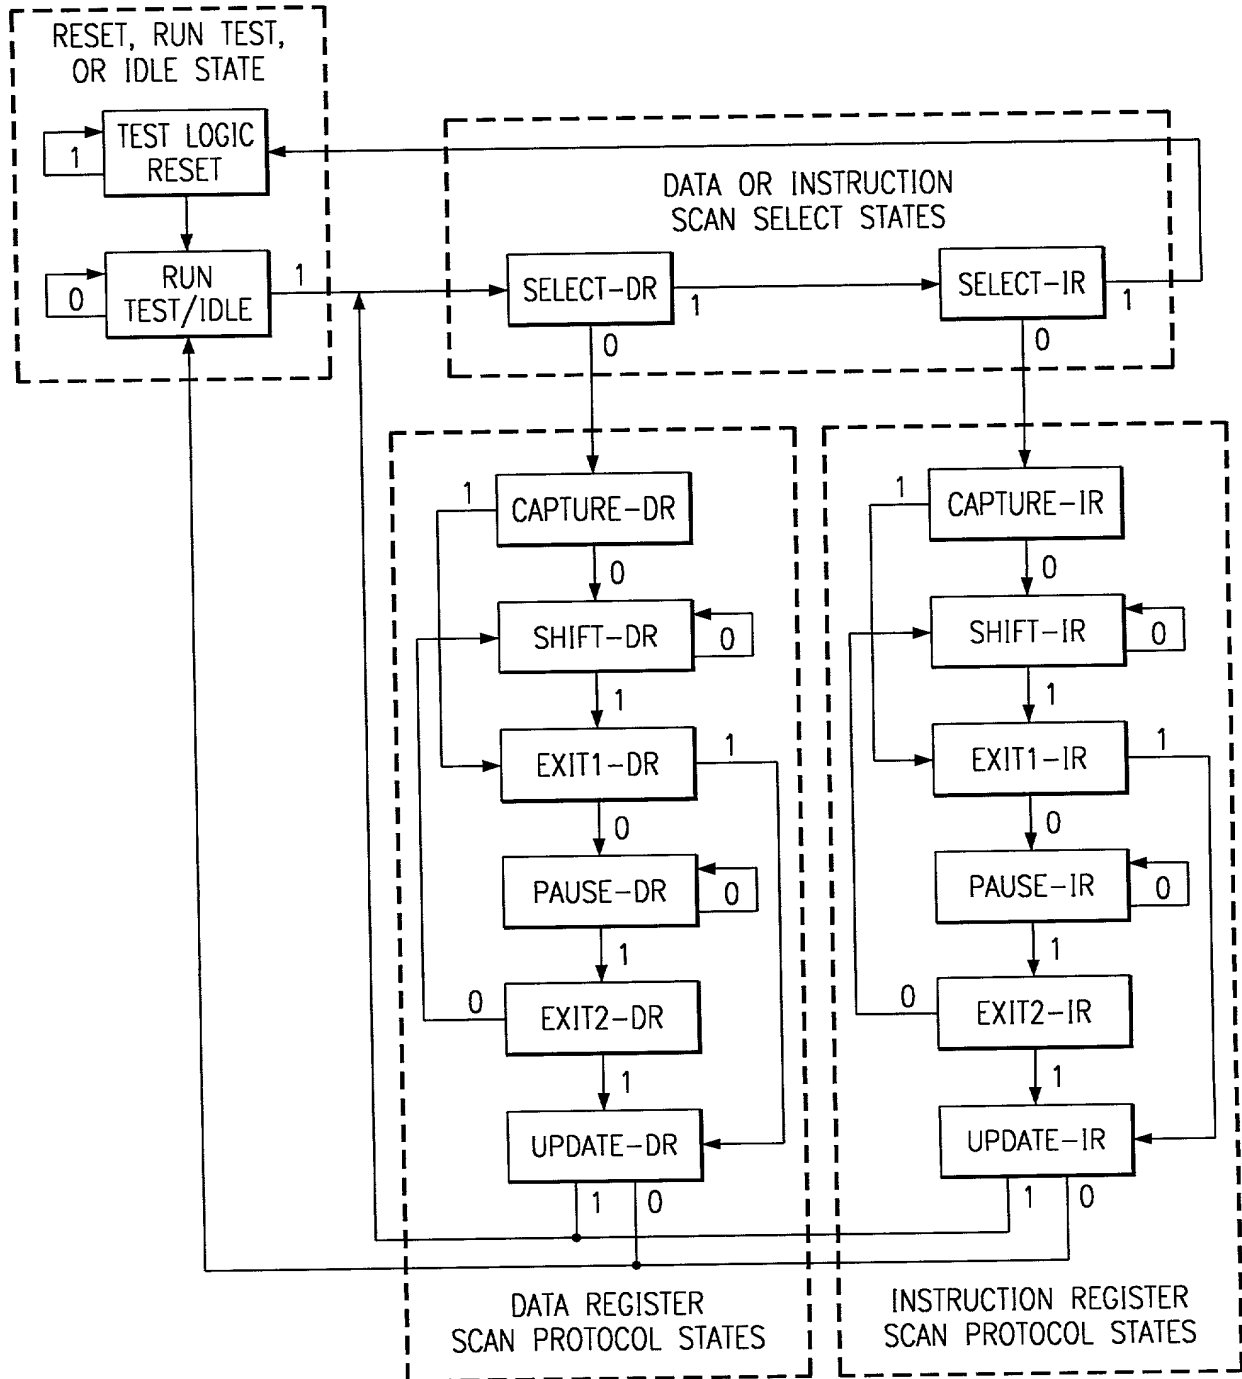 RESET, RUN TEST,
OR IDLE STATE
TEST LOGIC
RESET
1
RUN
TEST/IDLE
0
1
DATA OR INSTRUCTION
SCAN SELECT STATES
SELECT-DR
1
0
SELECT-IR
1
0
1
CAPTURE-DR
0
SHIFT-DR
0
1
EXIT1-DR
1
0
PAUSE-DR
0
1
0
EXIT2-DR
1
UPDATE-DR
1
0
DATA REGISTER
SCAN PROTOCOL STATES
1
CAPTURE-IR
0
SHIFT-IR
0
1
EXIT1-IR
1
0
PAUSE-IR
0
1
0
EXIT2-IR
1
UPDATE-IR
1
0
INSTRUCTION REGISTER
SCAN PROTOCOL STATES